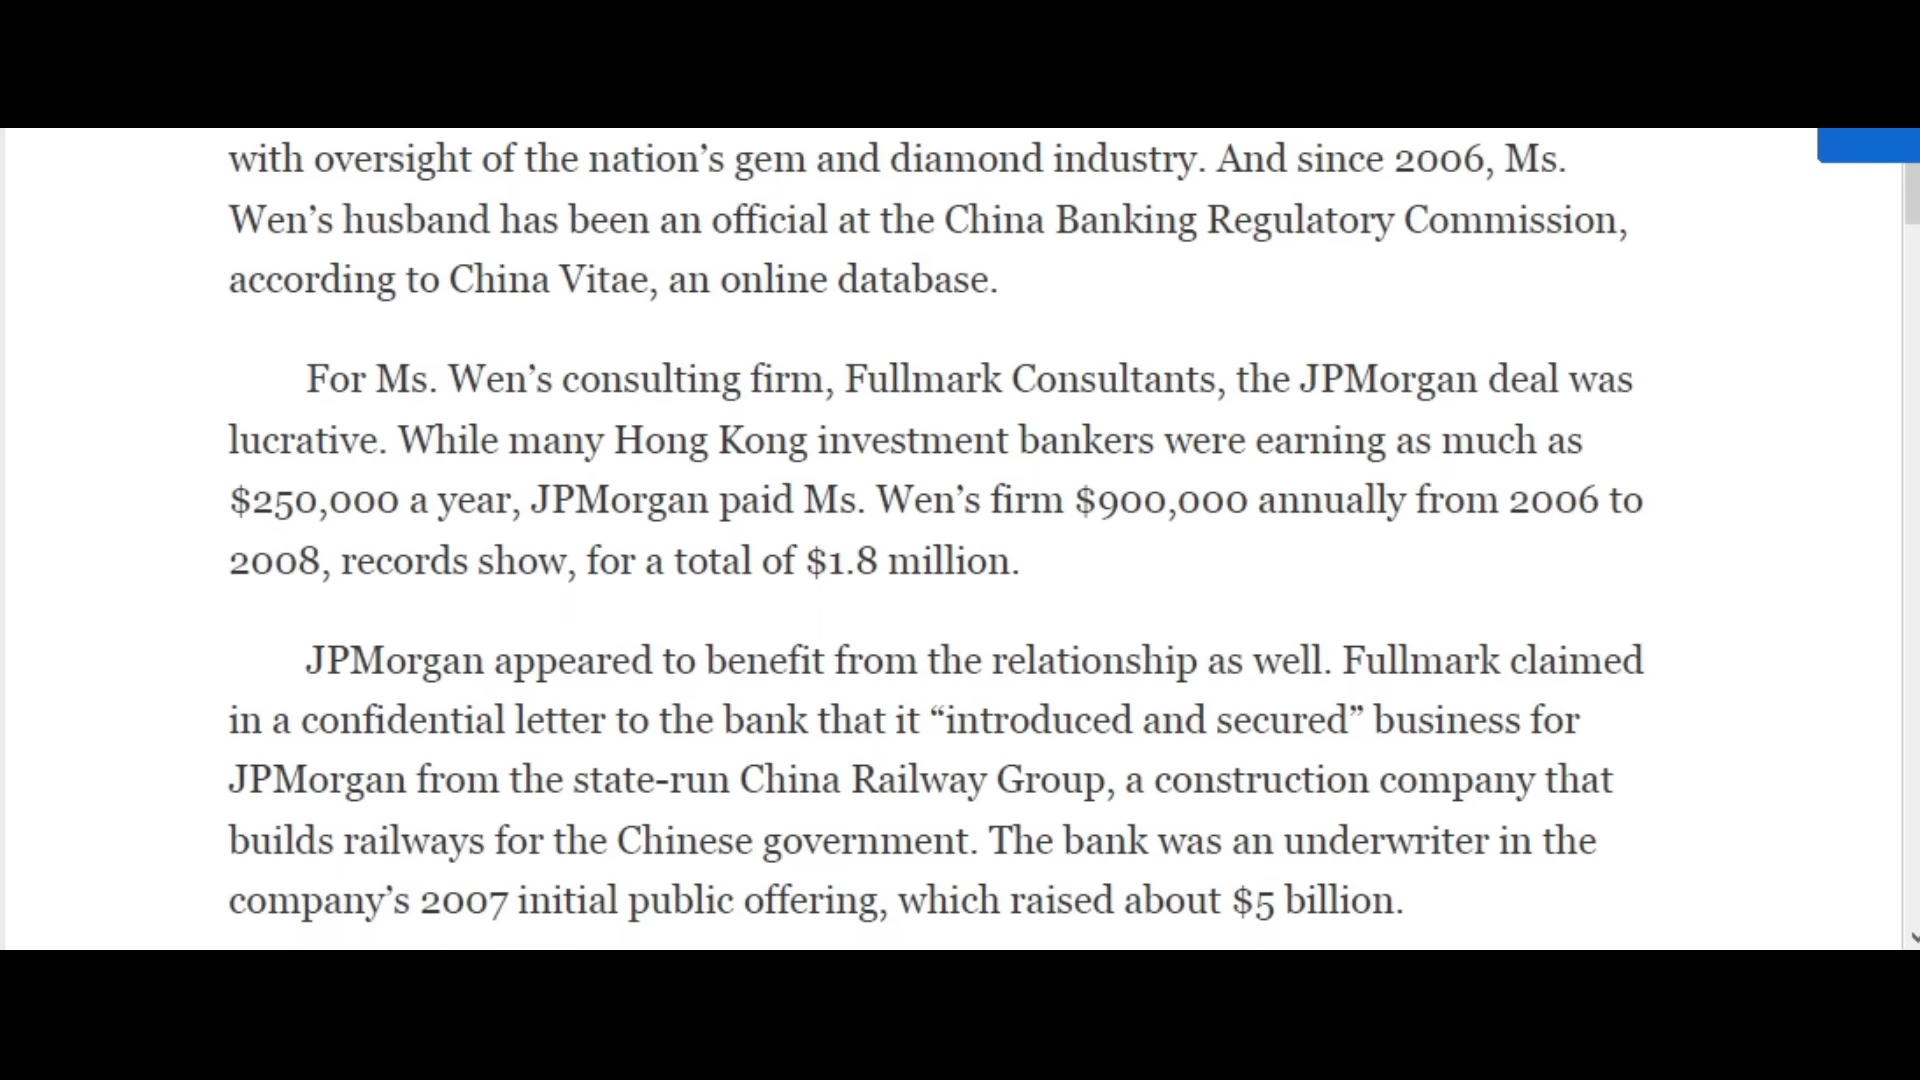 with oversight of the nation’s gem and diamond industry. And since 2006, Ms.
Wen’s husband has been an official at the China Banking Regulatory Commission,
according to China Vitae, an online database.
For Ms. Wen’s consulting firm, Fullmark Consultants, the JPMorgan deal was
lucrative. While many Hong Kong investment bankers were earning as much as
$250,000 a year, JPMorgan paid Ms. Wen’s firm $900,000 annually from 2006 to
2008, records show, for a total of $1.8 million.
JPMorgan appeared to benefit from the relationship as well. Fullmark claimed
in a confidential letter to the bank that it “introduced and secured” business for
JPMorgan from the state-run China Railway Group, a construction company that
builds railways for the Chinese government. The bank was an underwriter in the
company’s 2007 initial public offering, which raised about $5 billion.